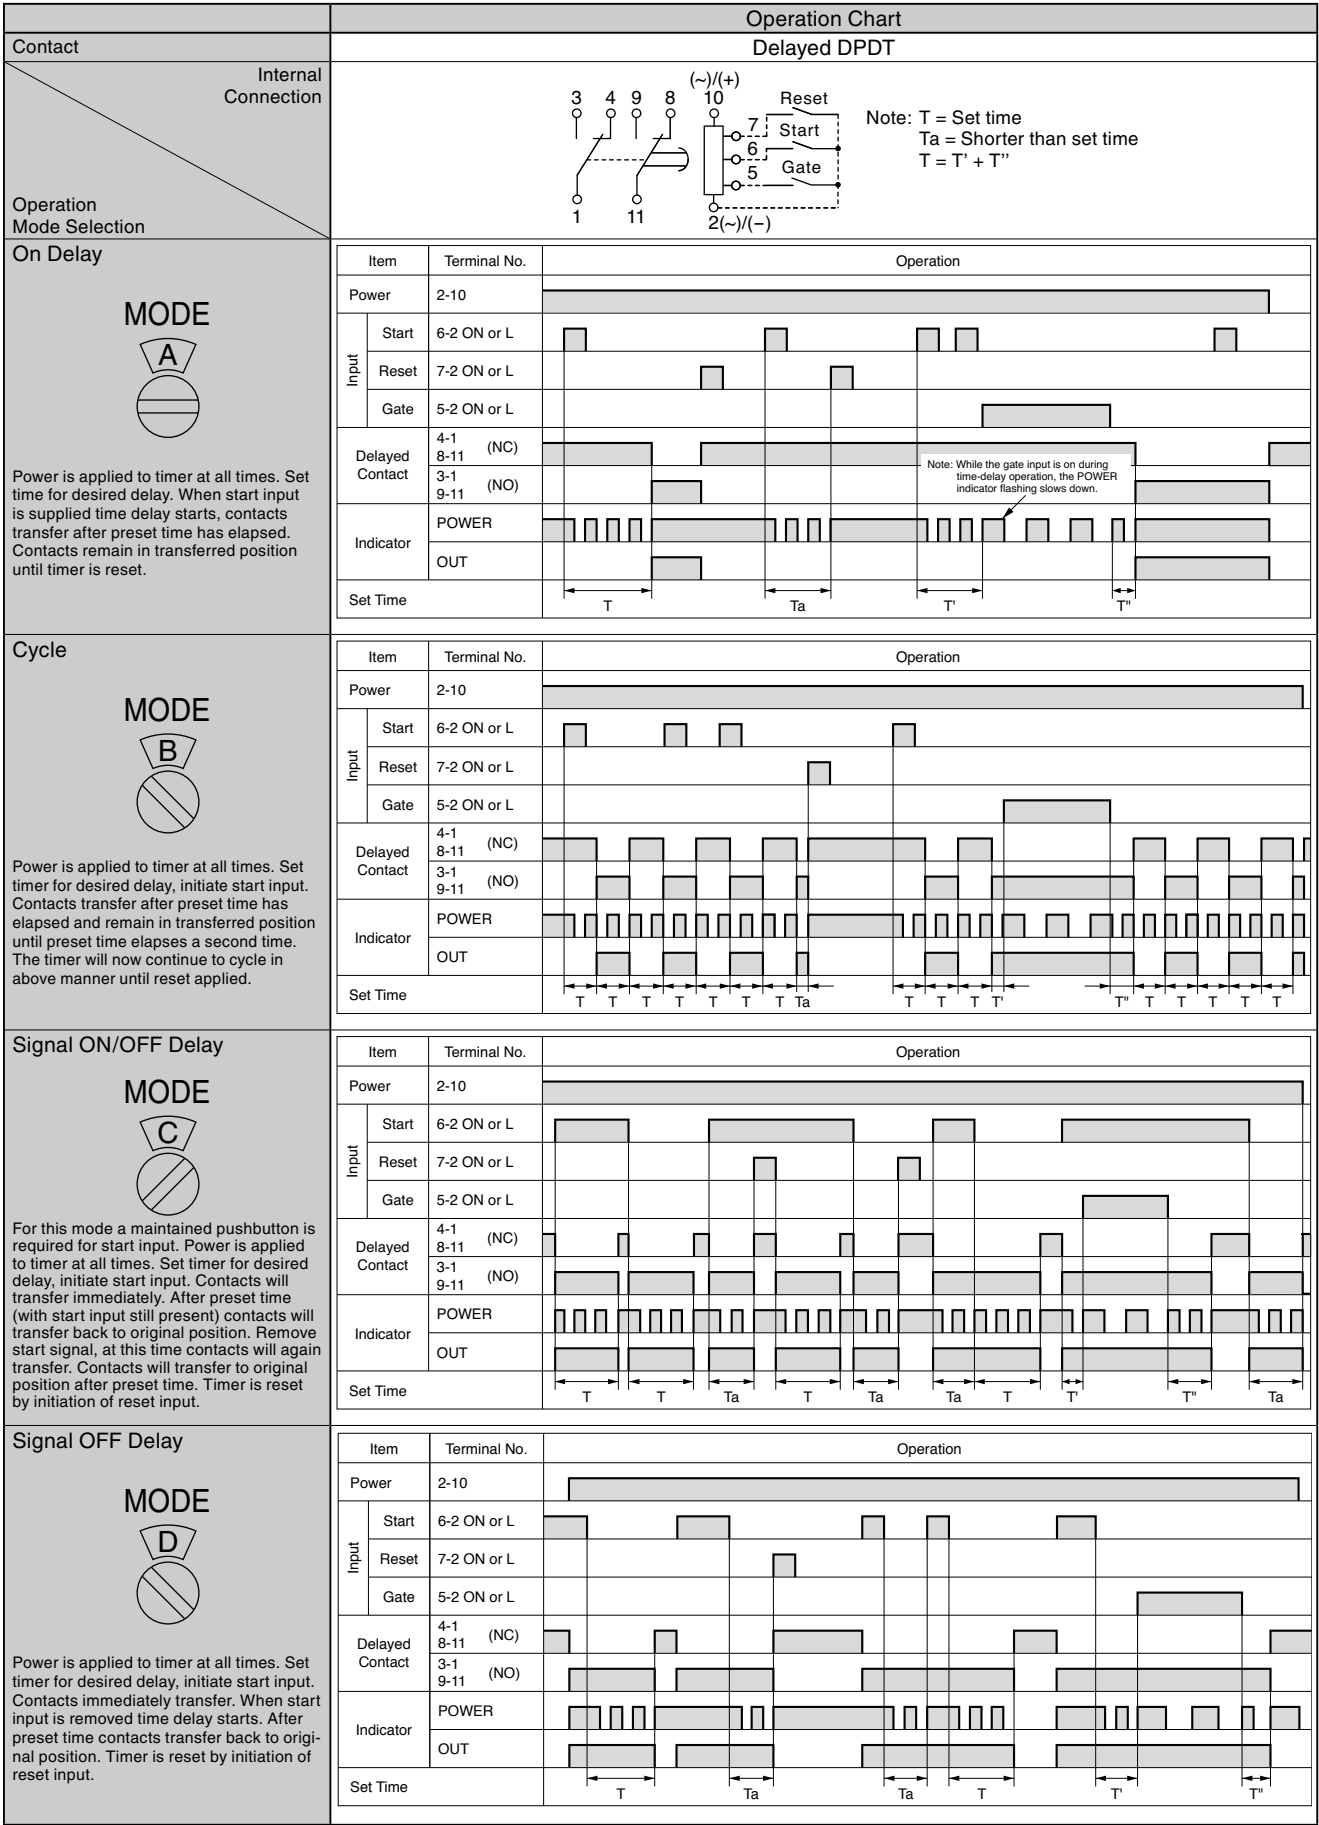 Operation Chart
Contact
Delayed DPDT
Internal
Connection
Operation
Mode Selection
(~)/(+)
3 4 9 8 10
Reset
7
Start
6
Gate
5
1 11 2(~)/(−)
Note: T = Set time
Ta = Shorter than set time
T = T' + T''
On Delay
MODE
A
Power is applied to timer at all times. Set
time for desired delay. When start input
is supplied time delay starts, contacts
transfer after preset time has elapsed.
Contacts remain in transferred position
until timer is reset.
Item Terminal No. Operation
Power 2-10
Input
Start 6-2 ON or L
Reset 7-2 ON or L
Gate 5-2 ON or L
Delayed
Contact
4-1
8-11 (NC)
3-1
9-11 (NO)
Note: While the gate input is on during
time-delay operation, the POWER
indicator flashing slows down.
Indicator
POWER
OUT
Set Time
T Ta T' T"
Cycle
MODE
B
Power is applied to timer at all times. Set
timer for desired delay, initiate start input.
Contacts transfer after preset time has
elapsed and remain in transferred position
until preset time elapses a second time.
The timer will now continue to cycle in
above manner until reset applied.
Item Terminal No. Operation
Power 2-10
Input
Start 6-2 ON or L
Reset 7-2 ON or L
Gate 5-2 ON or L
Delayed
Contact
4-1
8-11 (NC)
3-1
9-11 (NO)
Indicator
POWER
OUT
Set Time
T T T T T T T Ta T T T T' T" T T T T T
Signal ON/OFF Delay
MODE
C
For this mode a maintained pushbutton is
required for start input. Power is applied
to timer at all times. Set timer for desired
delay, initiate start input. Contacts will
transfer immediately. After preset time
(with start input still present) contacts will
transfer back to original position. Remove
start signal, at this time contacts will again
transfer. Contacts will transfer to original
position after preset time. Timer is reset
by initiation of reset input.
Item Terminal No. Operation
Power 2-10
Input
Start 6-2 ON or L
Reset 7-2 ON or L
Gate 5-2 ON or L
Delayed
Contact
4-1
8-11 (NC)
3-1
9-11 (NO)
Indicator
POWER
OUT
Set Time
T T Ta T Ta Ta T T' T" Ta
Signal OFF Delay
MODE
D
Power is applied to timer at all times. Set
timer for desired delay, initiate start input.
Contacts immediately transfer. When start
input is removed time delay starts. After
preset time contacts transfer back to origi-
nal position. Timer is reset by initiation of
reset input.
Item Terminal No. Operation
Power 2-10
Input
Start 6-2 ON or L
Reset 7-2 ON or L
Gate 5-2 ON or L
Delayed
Contact
4-1
8-11 (NC)
3-1
9-11 (NO)
Indicator
POWER
OUT
Set Time
T Ta Ta T T' T"